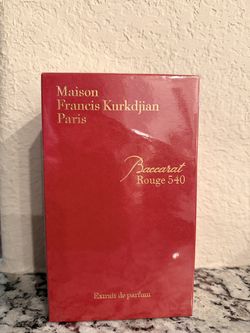 Maison
Francis Kurkdjian
Paris
Baccarat
Rouge 540
Extrait de parfum